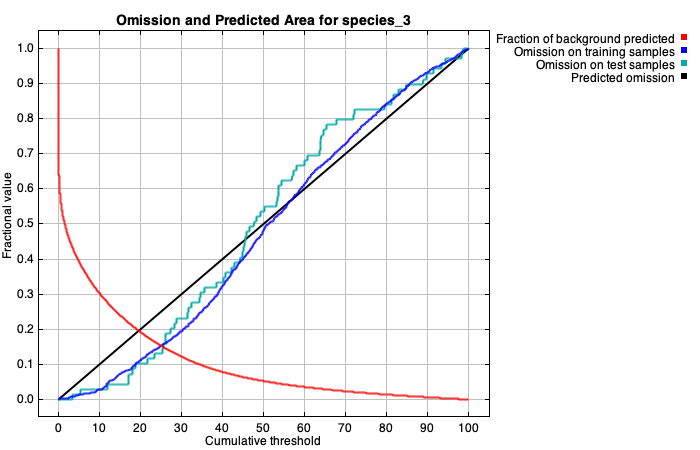 Omission and Predicted Area for species_3
Fraction of background predicted
Omission on training samples
Omission on test samples
Predicted omission
Fractional value
1.0
0.9
0.8
0.7
0.6
0.5
0.4
0.3
0.2
0.1
0.0
0 10 20 30 40 50 60 70 80 90 100
Cumulative threshold